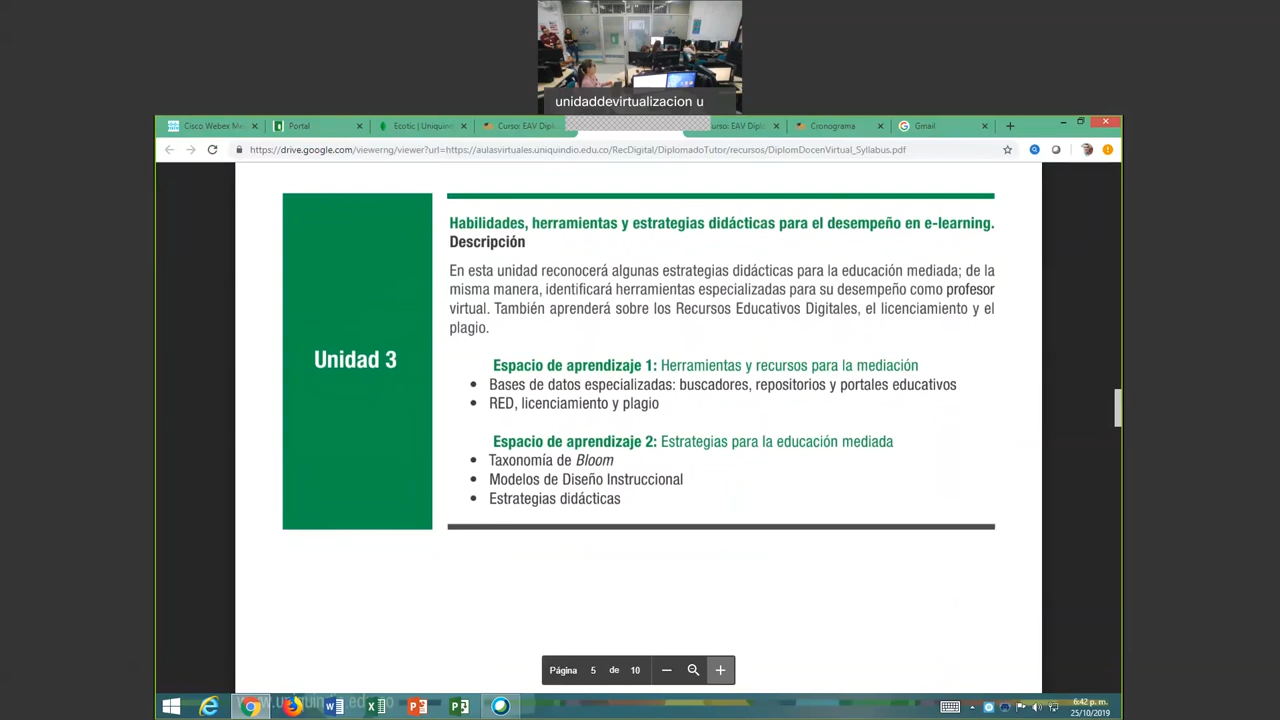 unidaddevirtualizacion u
Cisco Webex Me
Portal
Ecotic | Uniquin
Curso: EAV Diplo
urso: EAV Diplo
Cronograma
Gmail
https://drive.google.com/viewerng/viewer?url=https://aulasvirtuales.uniquindio.edu.co/RecDigital/DiplomadoTutor/recursos/DiplomDocenVirtual_Syllabus.pdf
Unidad 3
Habilidades, herramientas y estrategias didácticas para el desempeño en e-learning.
Descripción
En esta unidad reconocerá algunas estrategias didácticas para la educación mediada; de la
misma manera, identificará herramientas especializadas para su desempeño como profesor
virtual. También aprenderá sobre los Recursos Educativos Digitales, el licenciamiento y el
plagio.
Espacio de aprendizaje 1: Herramientas y recursos para la mediación
• Bases de datos especializadas: buscadores, repositorios y portales educativos
• RED, licenciamiento y plagio
Espacio de aprendizaje 2: Estrategias para la educación mediada
• Taxonomía de Bloom
• Modelos de Diseño Instruccional
• Estrategias didácticas
Página 5 de 10
6:42 p. m.
25/10/2019